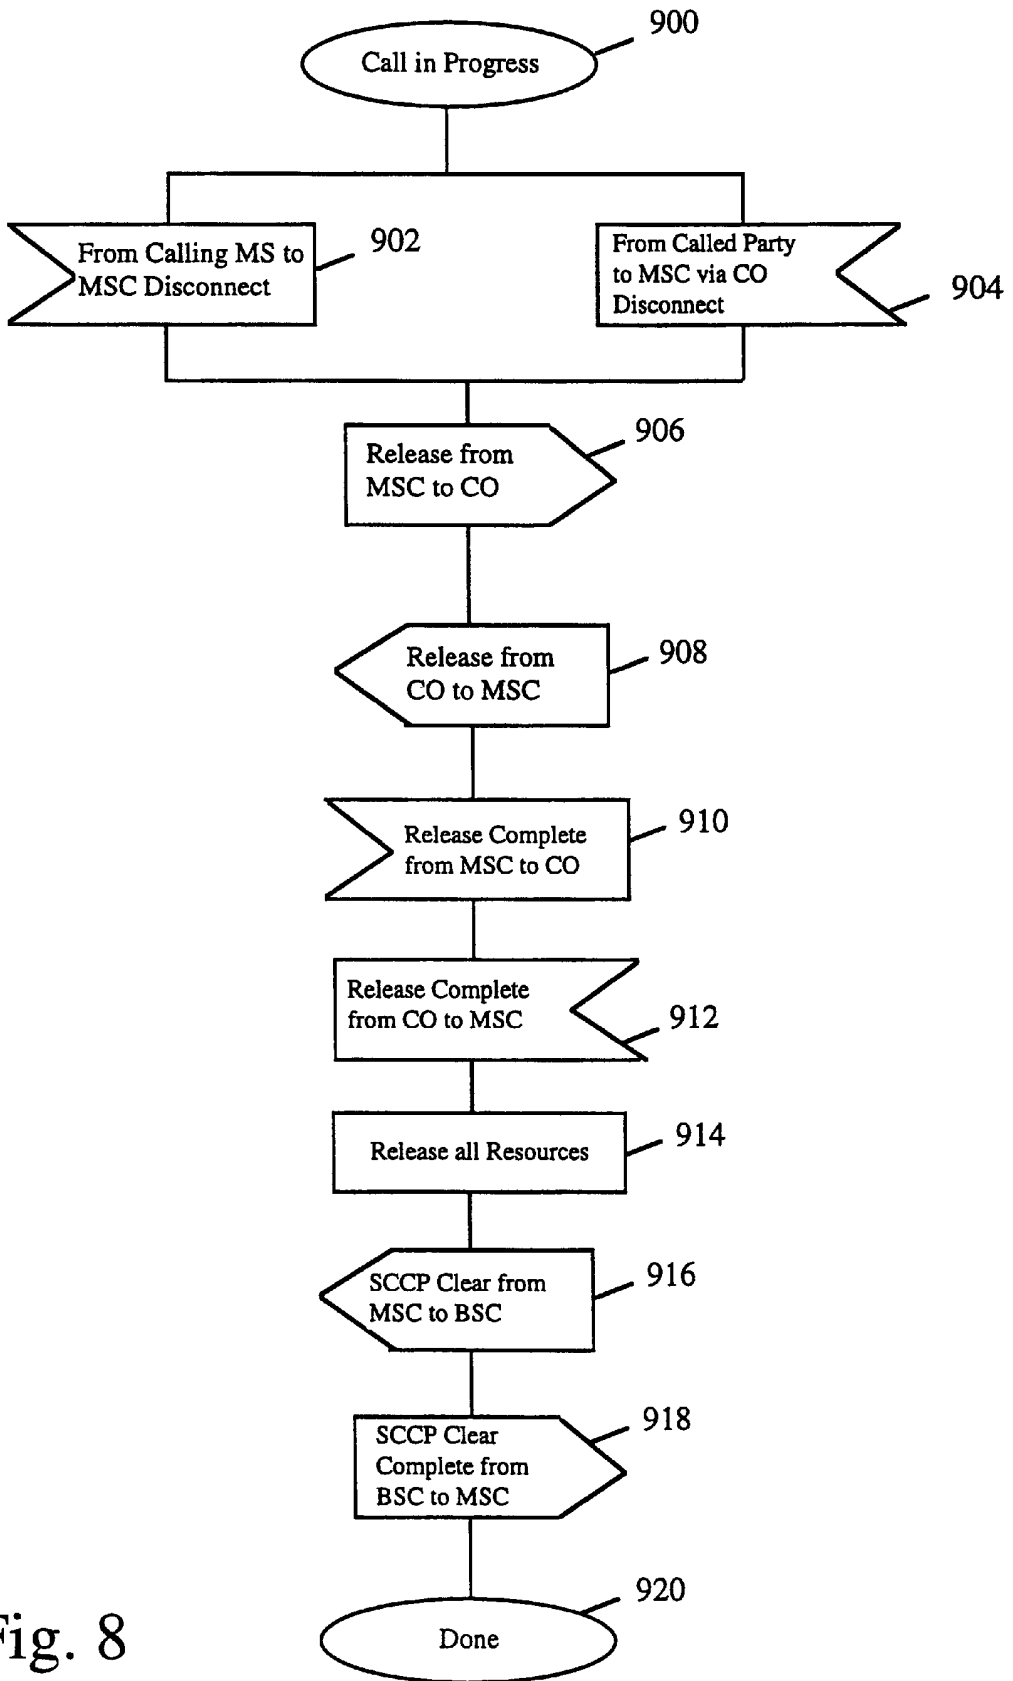 900
Call in Progress
From Calling MS to
MSC Disconnect
902
From Called Party
to MSC via CO
Disconnect
904
906
Release from
MSC to CO
908
Release from
CO to MSC
910
Release Complete
from MSC to CO
Release Complete
from CO to MSC
912
914
Release all Resources
916
SCCP Clear from
MSC to BSC
918
SCCP Clear
Complete from
BSC to MSC
920
Done
Fig. 8